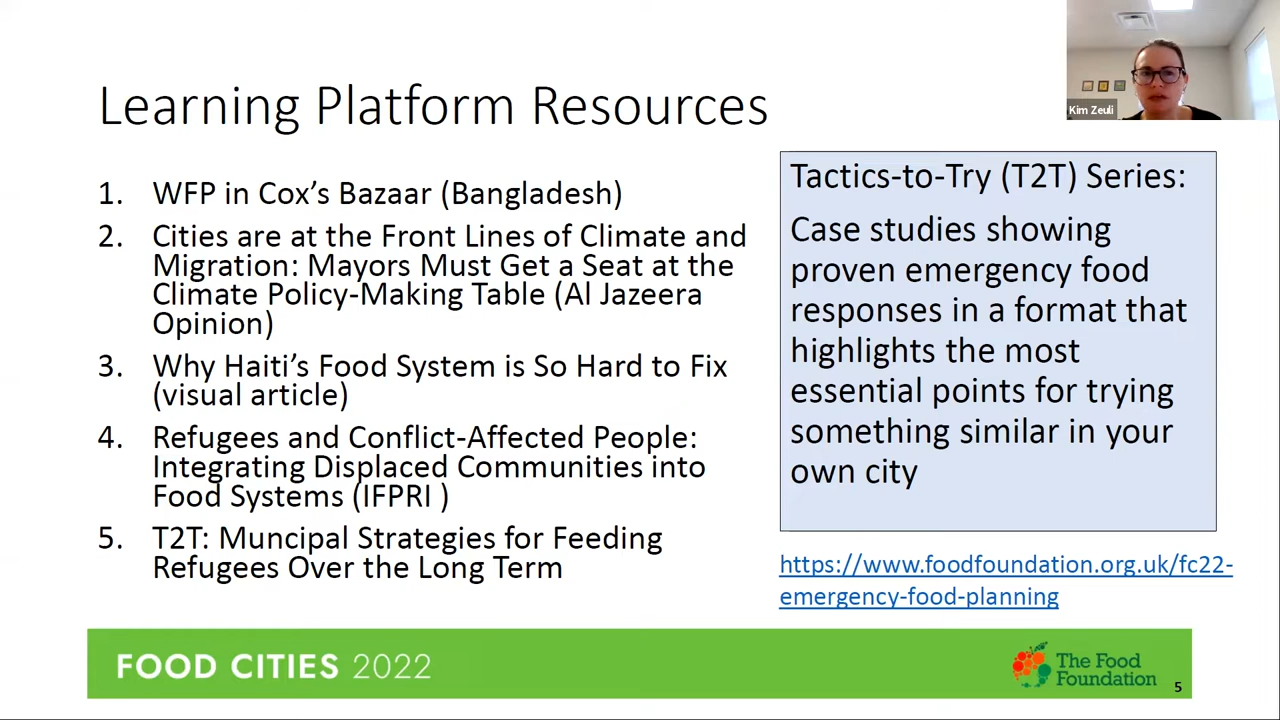 Learning Platform Resources
Kim Zeuli
1. WFP in Cox's Bazaar (Bangladesh)
2. Cities are at the Front Lines of Climate and
Migration: Mayors Must Get a Seat at the
Climate Policy-Making Table (Al Jazeera
Opinion)
3. Why Haiti's Food System is So Hard to Fix
(visual article)
4. Refugees and Conflict-Affected People:
Integrating Displaced Communities into
Food Systems (IFPRI )
5. T2T: Muncipal Strategies for Feeding
Refugees Over the Long Term
Tactics-to-Try (T2T) Series:
Case studies showing
proven emergency food
responses in a format that
highlights the most
essential points for trying
something similar in your
own city
https://www.foodfoundation.org.uk/fc22-
emergency-food-planning
FOOD CITIES 2022
The Food
Foundation
5